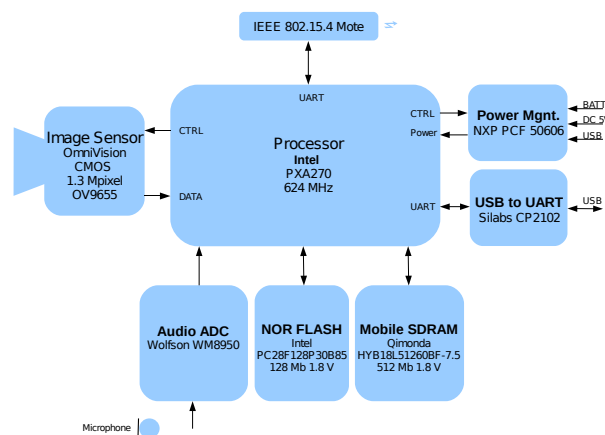 IEEE 802.15.4 Mote
UART
CTRL
DATA
Processor
Intel
PXA270
624 MHz
CTRL
Power
UART
Image Sensor
OmniVision
CMOS
1.3 Mpixel
OV9655
Power Mgnt.
NXP PCF 50606
BATT
DC 5V
USB
USB to UART
Silabs CP2102
USB
Audio ADC
Wolfson WM8950
NOR FLASH
Intel
PC28F128P30B85
128 Mb 1.8 V
Mobile SDRAM
Qimonda
HYB18L51260BF-7.5
512 Mb 1.8 V
Microphone